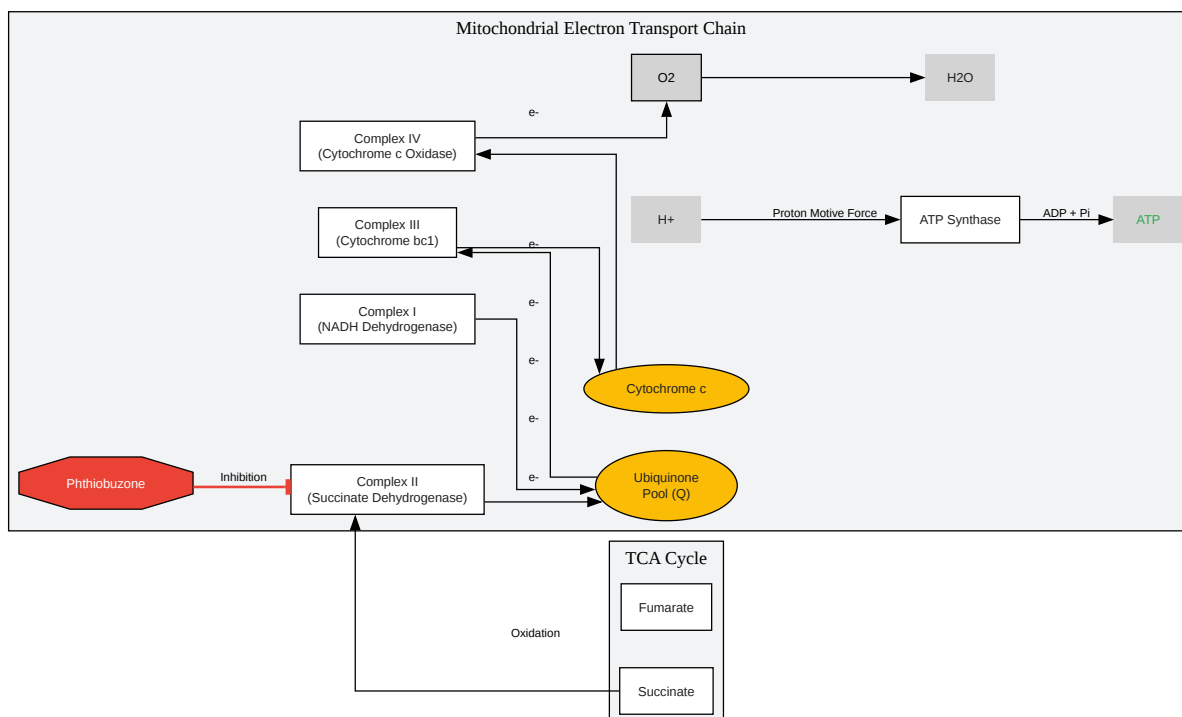 Mitochondrial Electron Transport Chain
O2
H2O
e-
Complex IV
(Cytochrome c Oxidase)
Complex III
(Cytochrome bc1)
e-
H+
Proton Motive Force
ATP Synthase
ADP + Pi
ATP
e-
Complex I
(NADH Dehydrogenase)
e-
Cytochrome c
e-
Phthiobuzone
Inhibition
Complex II
(Succinate Dehydrogenase)
e-
Ubiquinone
Pool (Q)
TCA Cycle
Fumarate
Oxidation
Succinate